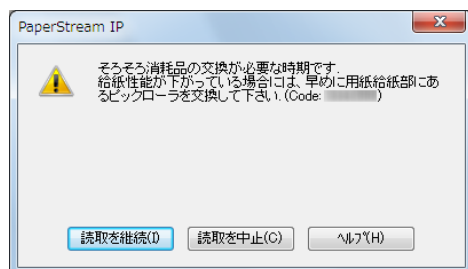 PaperStream IP
そろそろ消耗品の交換が必要な時期です.
給紙性能が下がっている場合には、早めに用紙給紙部にあ
るピックローラを交換して下さい. (Code: )
読取を継続(I)
読取を中止(C)
ヘルプ(H)